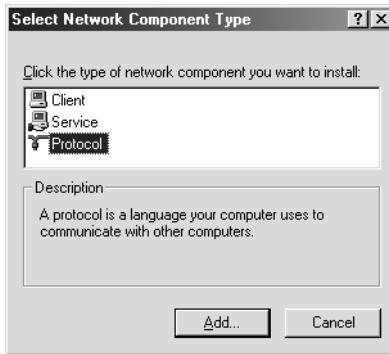 Select Network Component Type
Click the type of network component you want to install:
Client
Service
Protocol
Description
A protocol is a language your computer uses to
communicate with other computers.
Add...
Cancel